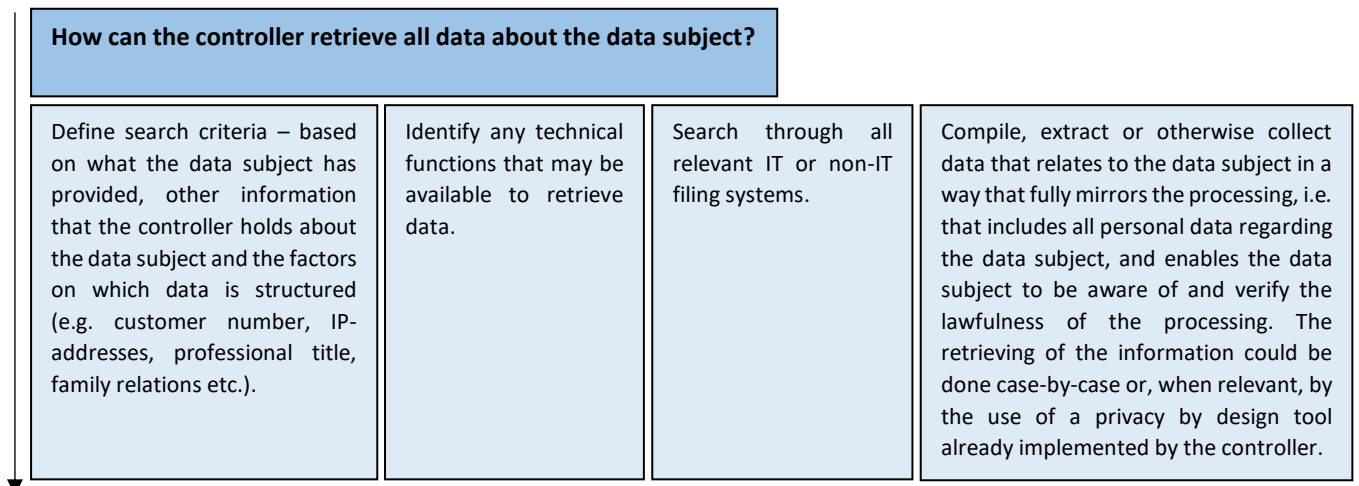 How can the controller retrieve all data about the data subject?
Define search criteria – based
on what the data subject has
provided, other information
that the controller holds about
the data subject and the factors
on which data is structured
(e.g. customer number, IP-
addresses, professional title,
family relations etc.).
Identify any technical
functions that may be
available to retrieve
data.
Search through all
relevant IT or non-IT
filing systems.
Compile, extract or otherwise collect
data that relates to the data subject in a
way that fully mirrors the processing, i.e.
that includes all personal data regarding
the data subject, and enables the data
subject to be aware of and verify the
lawfulness of the processing. The
retrieving of the information could be
done case-by-case or, when relevant, by
the use of a privacy by design tool
already implemented by the controller.